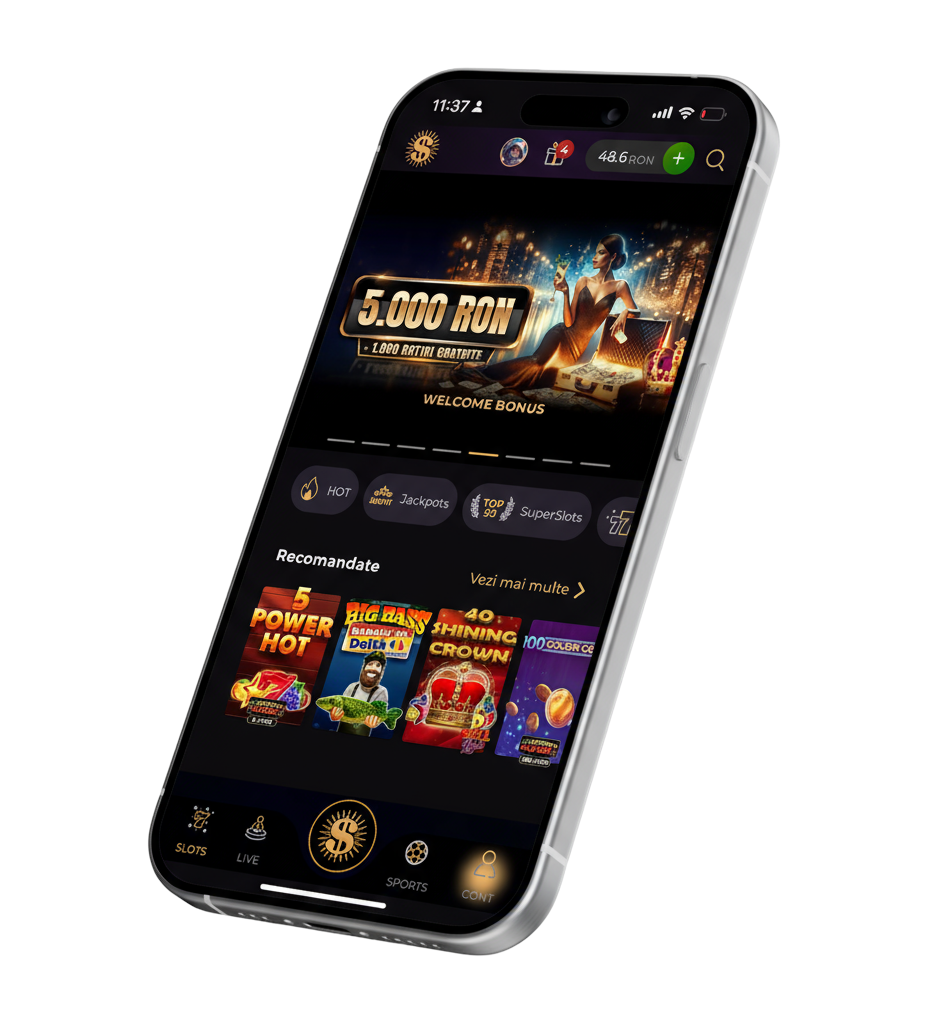 11:37
$
4
48.6 RON
+
5.000 RON
WELCOME BONUS
HOT
Jackpots
TOP
SuperSlots
Recomandate
Vezi mai multe
5
POWER
HOT
BIG BASS
40
SHINING
CROWN
$
SLOTS
LIVE
SPORTS
CONT